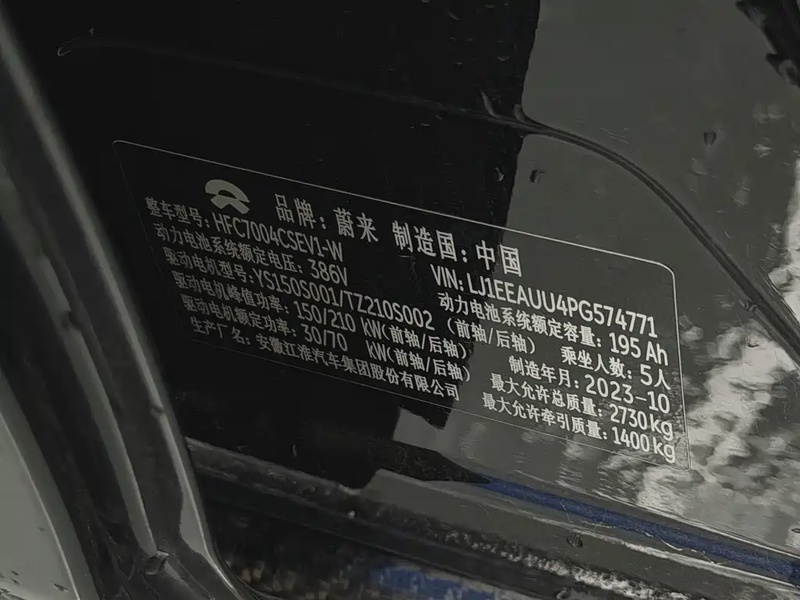 品牌:蔚来 制造国:中国
整车型号:HFC7004CSEV1-W VIN:LJ1EEAUU4PG574771
动力电池系统额定电压:386V 动力电池系统额定容量:195Ah
驱动电机型号:YS150S001/TZ210S002(前轴/后轴) 乘坐人数:5人
驱动电机峰值功率:150/210 kW(前轴/后轴) 制造年月:2023-10
驱动电机额定功率:30/70 kW(前轴/后轴) 最大允许总质量:2730kg
生产厂名:安徽江淮汽车集团股份有限公司 最大允许牵引质量:1400kg